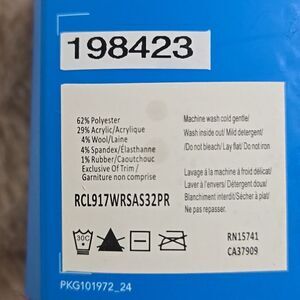 198423
62% Polyester
29% Acrylic/Acrylique
4% Wool/Laine
4% Spandex/Élasthanne
1% Rubber/Caoutchouc
Exclusive Of Trim /
Garniture non comprise
RCL917WRSAS32PR
30C
Machine wash cold gentle/
Wash inside out/ Mild detergent/
/Do not bleach/ Lay flat/ Do not iron
Lavage à la machine à froid délicat/
Laver à l'envers/ Détergent doux/
Blanchiment interdit/Sécher à plat/
Ne pas repasser.
RN15741
CA37909
PKG101972_24